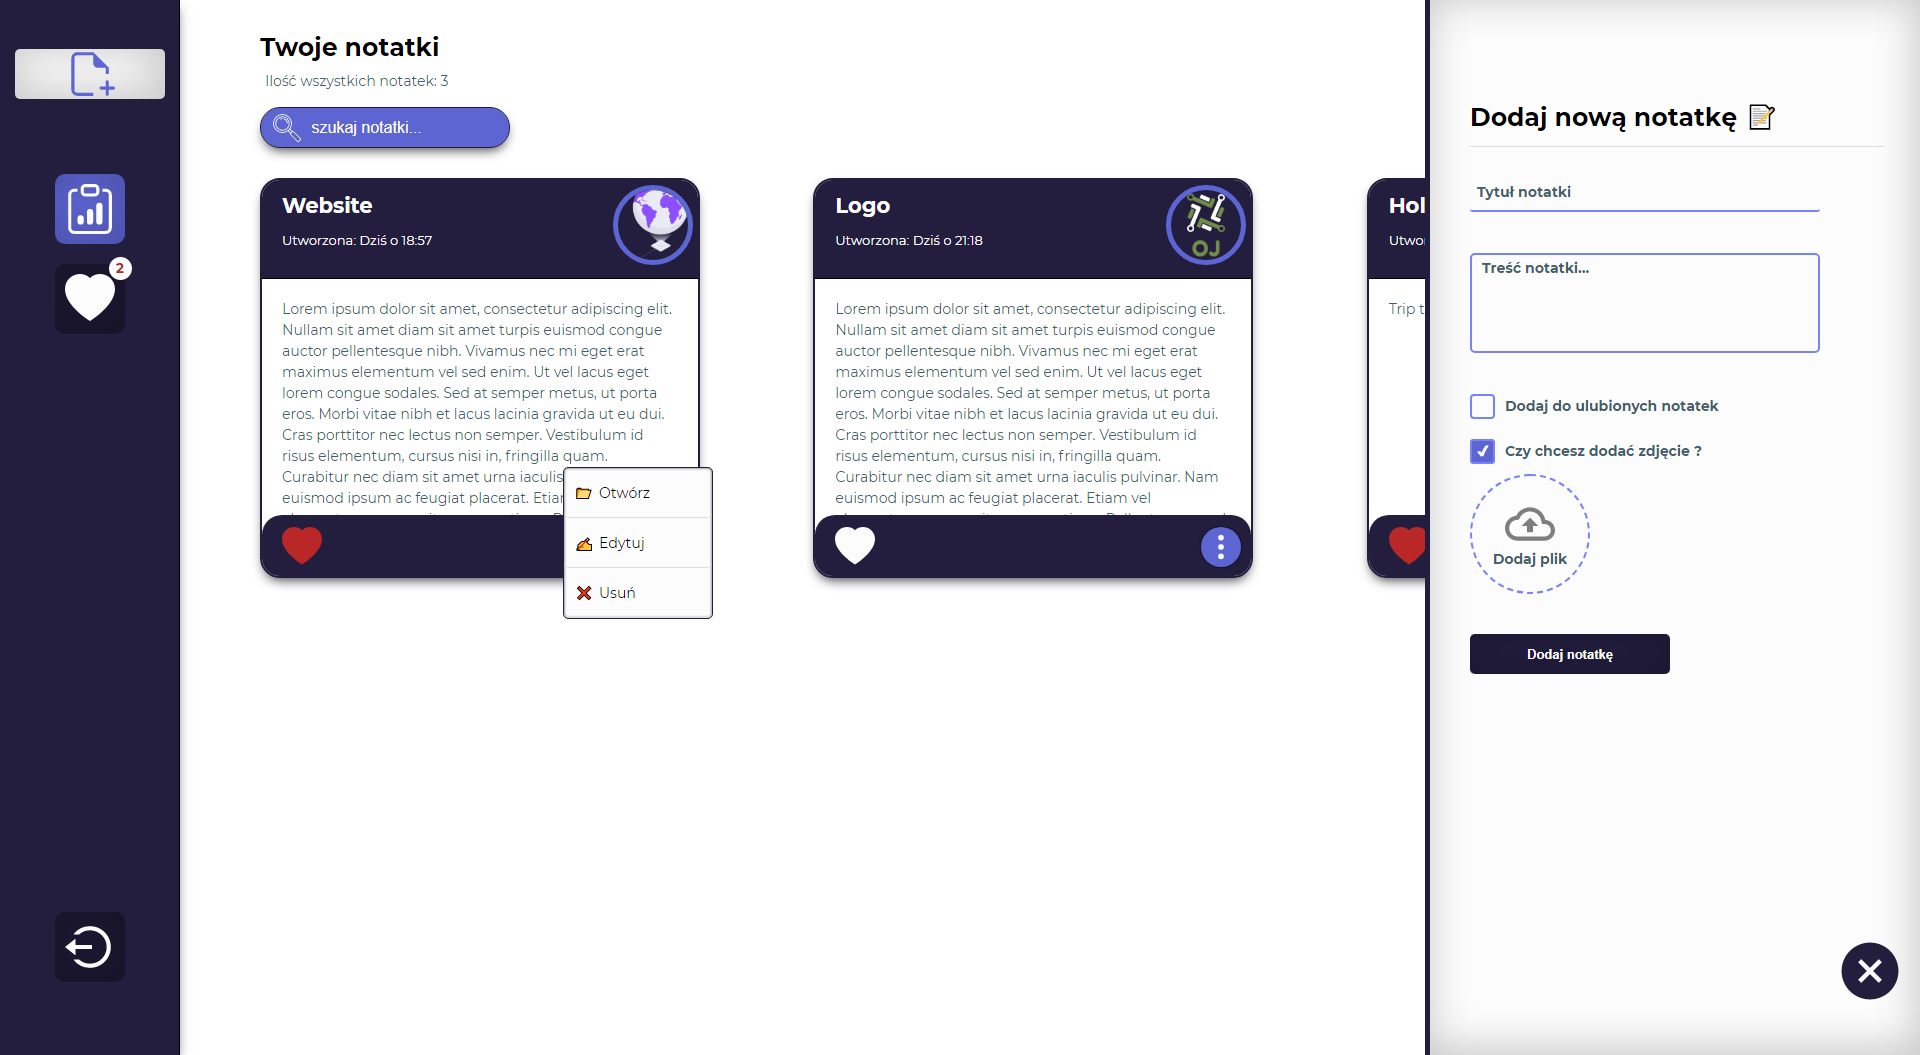 2
Twoje notatki
Ilość wszystkich notatek: 3
szukaj notatki...
Website
Utworzona: Dziś o 18:57
Lorem ipsum dolor sit amet, consectetur adipiscing elit.
Nullam sit amet diam sit amet turpis euismod congue
auctor pellentesque nibh. Vivamus nec mi eget erat
maximus elementum vel sed enim. Ut vel lacus eget
lorem congue sodales. Sed at semper metus, ut porta
eros. Morbi vitae nibh et lacus lacinia gravida ut eu dui.
Cras porttitor nec lectus non semper. Vestibulum id
risus elementum, cursus nisi in, fringilla quam.
Curabitur nec diam sit amet urna iaculis
euismod ipsum ac feugiat placerat. Etiam
Otwórz
Edytuj
Usuń
Logo
Utworzona: Dziś o 21:18
OJ
Lorem ipsum dolor sit amet, consectetur adipiscing elit.
Nullam sit amet diam sit amet turpis euismod congue
auctor pellentesque nibh. Vivamus nec mi eget erat
maximus elementum vel sed enim. Ut vel lacus eget
lorem congue sodales. Sed at semper metus, ut porta
eros. Morbi vitae nibh et lacus lacinia gravida ut eu dui.
Cras porttitor nec lectus non semper. Vestibulum id
risus elementum, cursus nisi in, fringilla quam.
Curabitur nec diam sit amet urna iaculis pulvinar. Nam
euismod ipsum ac feugiat placerat. Etiam vel
Hol
Utwor
Trip t
Dodaj nową notatkę
Tytuł notatki
Treść notatki...
Dodaj do ulubionych notatek
Czy chcesz dodać zdjęcie ?
Dodaj plik
Dodaj notatkę